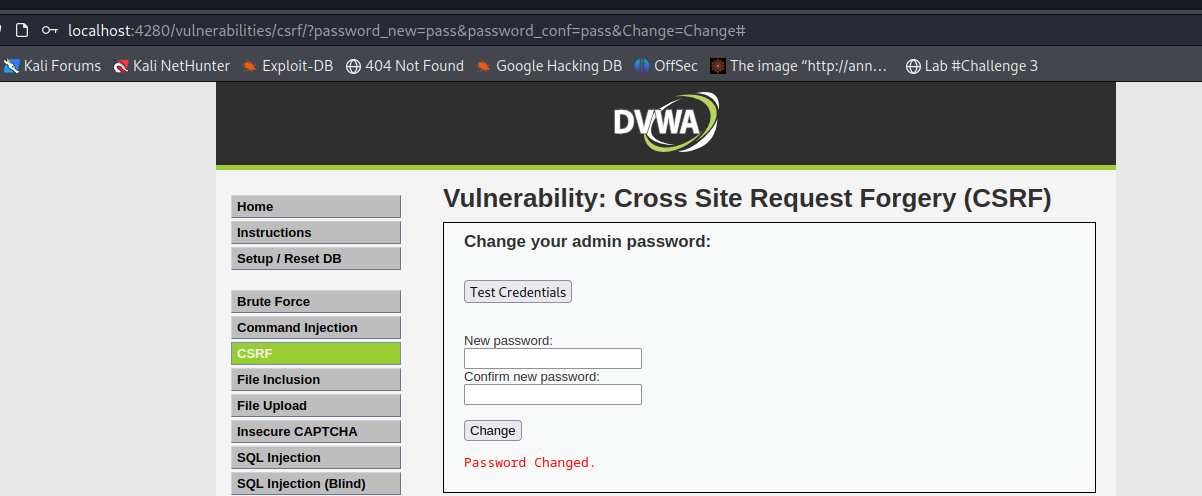 localhost:4280/vulnerabilities/csrf/?password_new=pass&password_conf=pass&Change=Change#
Kali Forums Kali NetHunter Exploit-DB 404 Not Found Google Hacking DB OffSec The image “http://ann... Lab #Challenge 3
DVWA
Home
Instructions
Setup / Reset DB
Brute Force
Command Injection
CSRF
File Inclusion
File Upload
Insecure CAPTCHA
SQL Injection
SQL Injection (Blind)
Vulnerability: Cross Site Request Forgery (CSRF)
Change your admin password:
Test Credentials
New password:
Confirm new password:
Change
Password Changed.